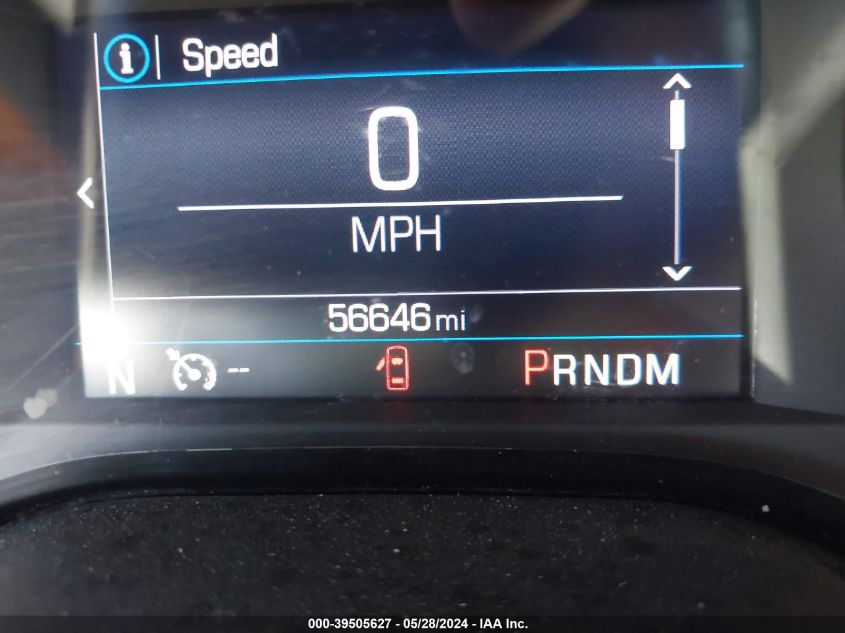 i Speed
0
MPH
56646 mi
N -- PRNDM
000-39505627 / 05/28/2024 - IAA Inc.